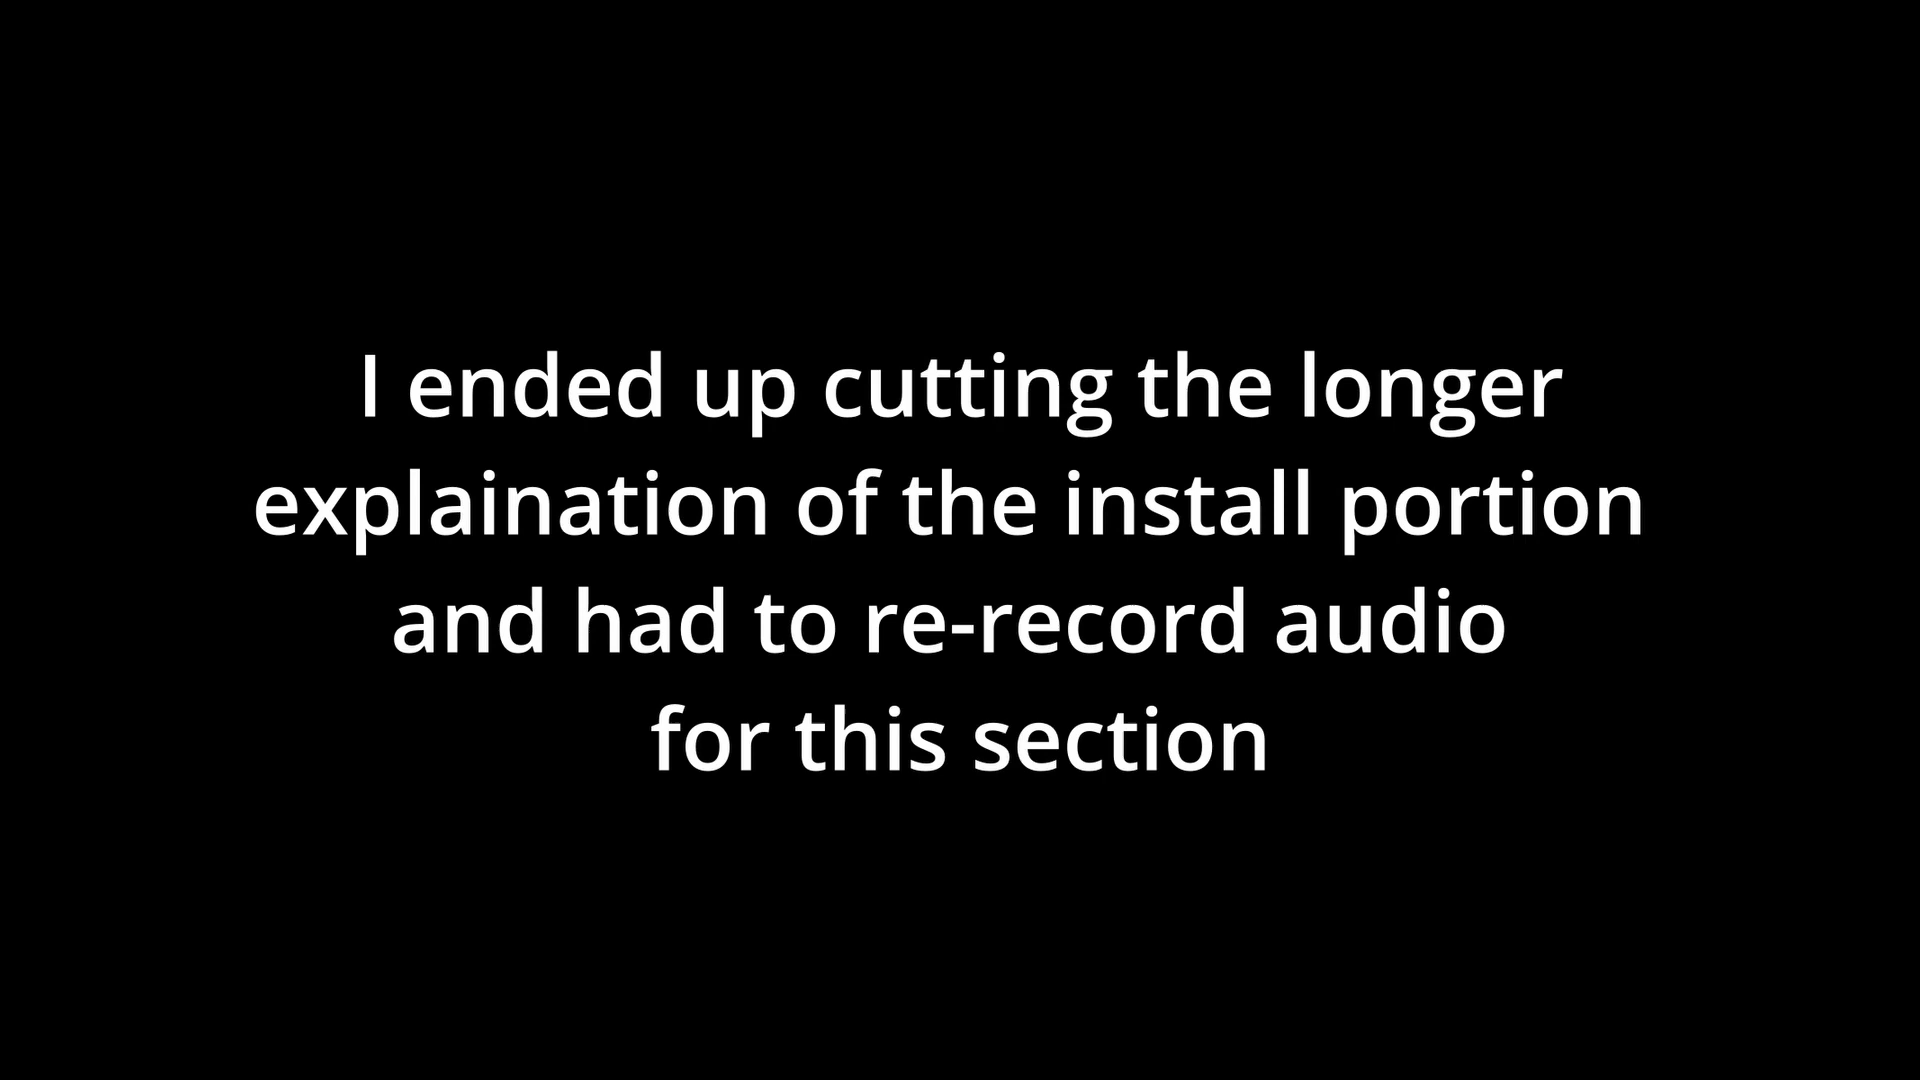 I ended up cutting the longer
explaination of the install portion
and had to re-record audio
for this section